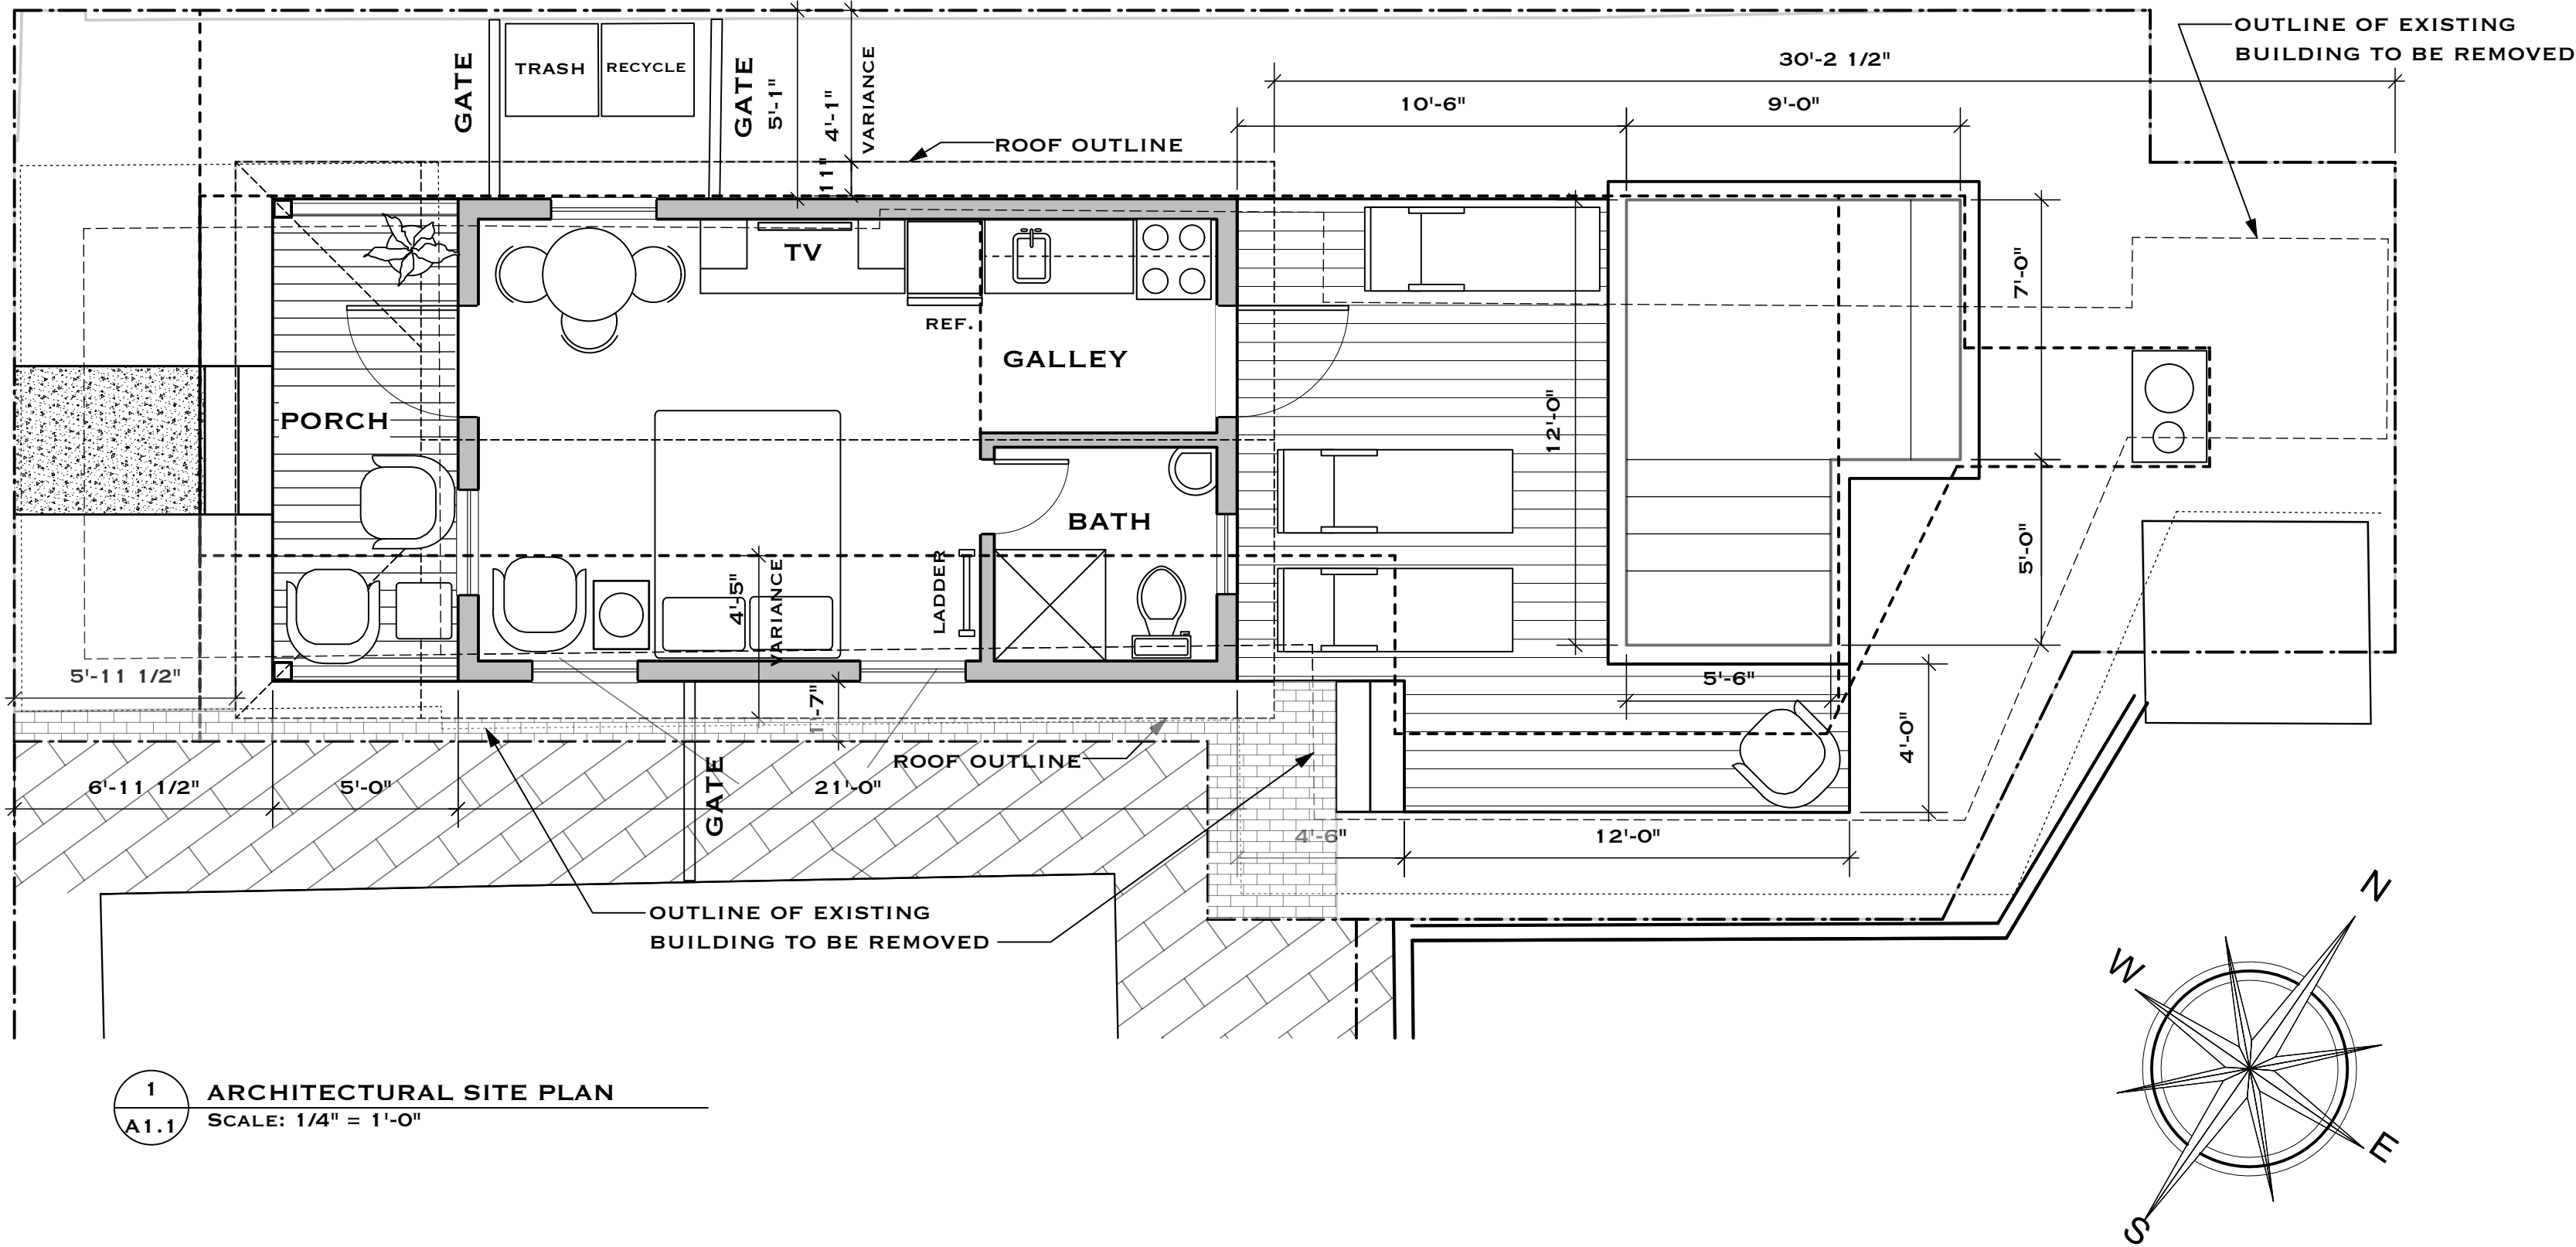 OUTLINE OF EXISTING
BUILDING TO BE REMOVED
30'-2 1/2"
10'-6"
9'-0"
GATE
TRASH
RECYCLE
GATE
5'-1"
4'-1"
VARIANCE
11"
ROOF OUTLINE
TV
REF.
GALLEY
PORCH
BATH
LADDER
4'-5"
VARIANCE
12'-0"
7'-0"
5'-0"
5'-6"
4'-0"
5'-11 1/2"
1'-7"
ROOF OUTLINE
6'-11 1/2"
5'-0"
GATE
21'-0"
4'-6"
12'-0"
OUTLINE OF EXISTING
BUILDING TO BE REMOVED
N
W
E
S
1
A1.1
ARCHITECTURAL SITE PLAN
SCALE: 1/4" = 1'-0"